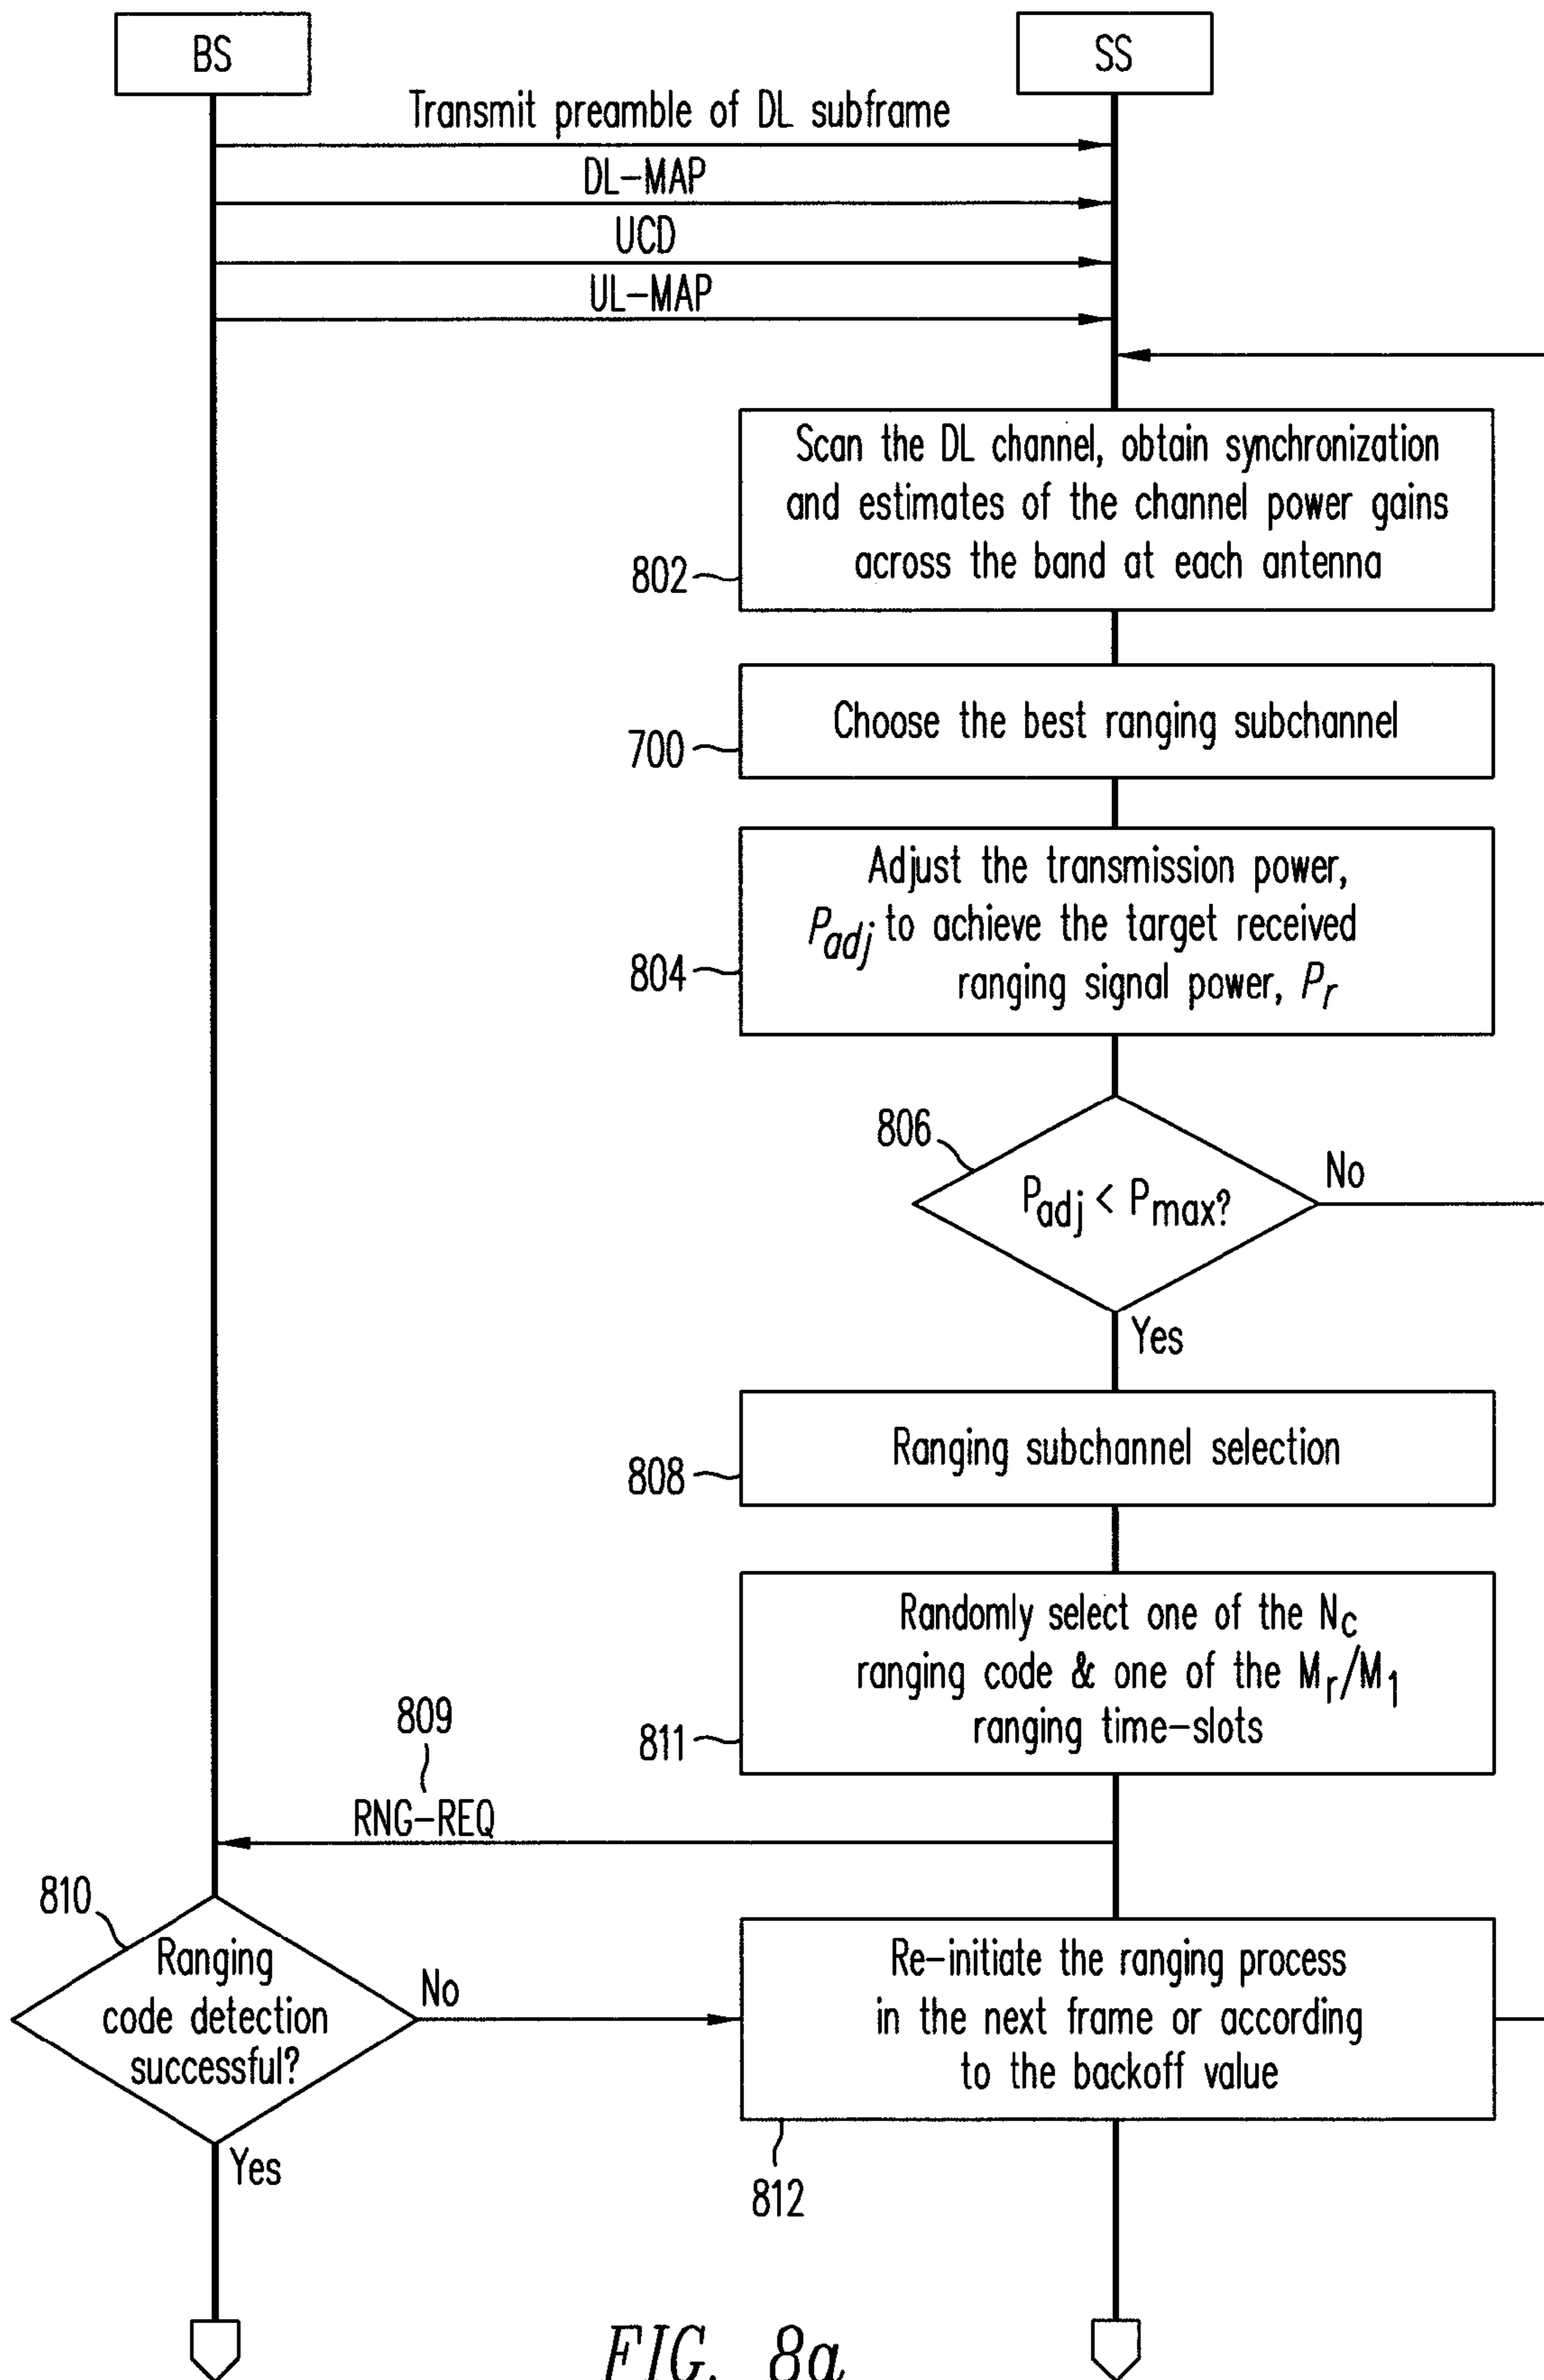 BS
SS
Transmit preamble of DL subframe
DL-MAP
UCD
UL-MAP
Scan the DL channel, obtain synchronization
and estimates of the channel power gains
across the band at each antenna
802
Choose the best ranging subchannel
700
Adjust the transmission power,
Padj to achieve the target received
ranging signal power, Pr
804
806
Padj < Pmax?
No
Yes
Ranging subchannel selection
808
Randomly select one of the Nc
ranging code & one of the Mr/M1
ranging time-slots
811
809
RNG-REQ
810
Ranging
code detection
successful?
No
Yes
Re-initiate the ranging process
in the next frame or according
to the backoff value
812
FIG. 8a